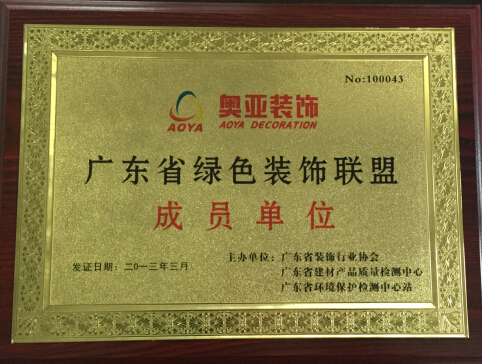 No:100043
奥亚装饰
AOYA AOYA DECORATION
广东省绿色装饰联盟
成员单位
主办单位：广东省装饰行业协会
广东省建材产品质量检测中心
发证日期：二〇一三年三月
广东省环境保护检测中心站